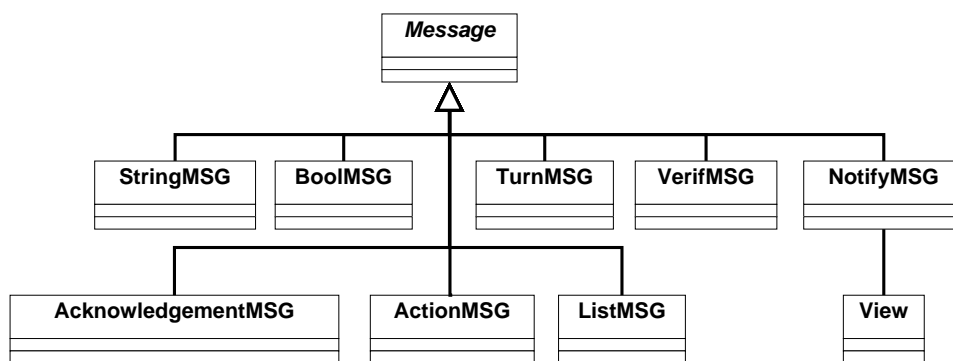 Message
StringMSG
BoolMSG
TurnMSG
VerifMSG
NotifyMSG
AcknowledgementMSG
ActionMSG
ListMSG
View